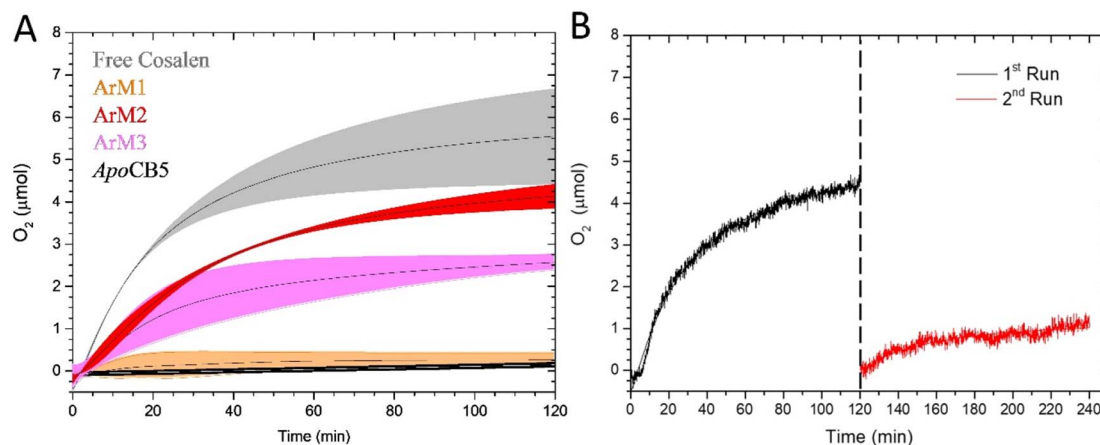 A
8
7
6
5
4
3
2
1
0
O₂ (μmol)
Free Cosalen
ArM1
ArM2
ArM3
ApoCB5
0 20 40 60 80 100 120
Time (min)
B
8
7
6
5
4
3
2
1
0
O₂ (μmol)
1st Run
2nd Run
0 20 40 60 80 100 120 140 160 180 200 220 240
Time (min)